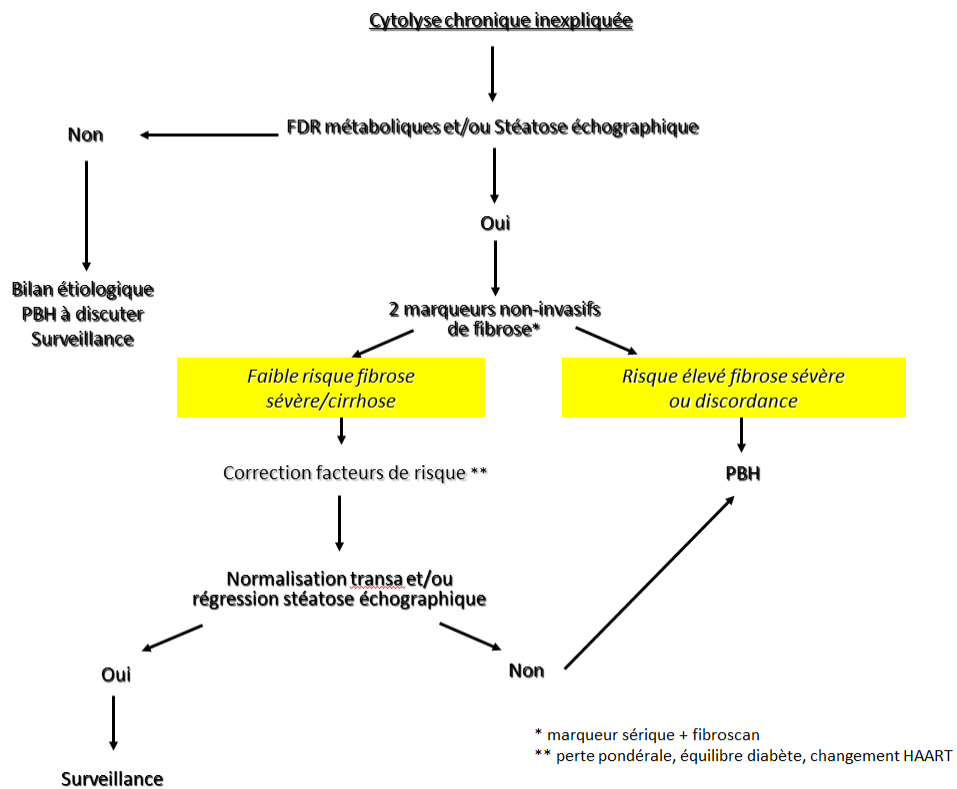 Cytolyse chronique inexpliquée
FDR métaboliques et/ou Stéatose échographique
Non
Oui
Bilan étiologique
PBH à discuter
Surveillance
2 marqueurs non-invasifs
de fibrose*
Faible risque fibrose
sévère/cirrhose
Risque élevé fibrose sévère
ou discordance
Correction facteurs de risque **
PBH
Normalisation transa et/ou
régression stéatose échographique
Oui
Non
Surveillance
* marqueur sérique + fibroscan
** perte pondérale, équilibre diabète, changement HAART